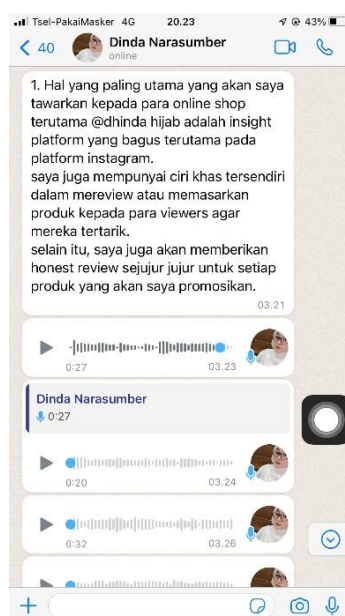 Tsel-PakaiMasker 4G 20.23 43%
40 Dinda Narasumber
online
1. Hal yang paling utama yang akan saya
tawarkan kepada para online shop
terutama @dhinda hijab adalah insight
platform yang bagus terutama pada
platform instagram.
saya juga mempunyai ciri khas tersendiri
dalam mereview atau memasarkan
produk kepada para viewers agar
mereka tertarik.
selain itu, saya juga akan memberikan
honest review sejujur jujur untuk setiap
produk yang akan saya promosikan.
03.21
0:27 03.23
Dinda Narasumber
0:27
0:20 03.24
0:32 03.26